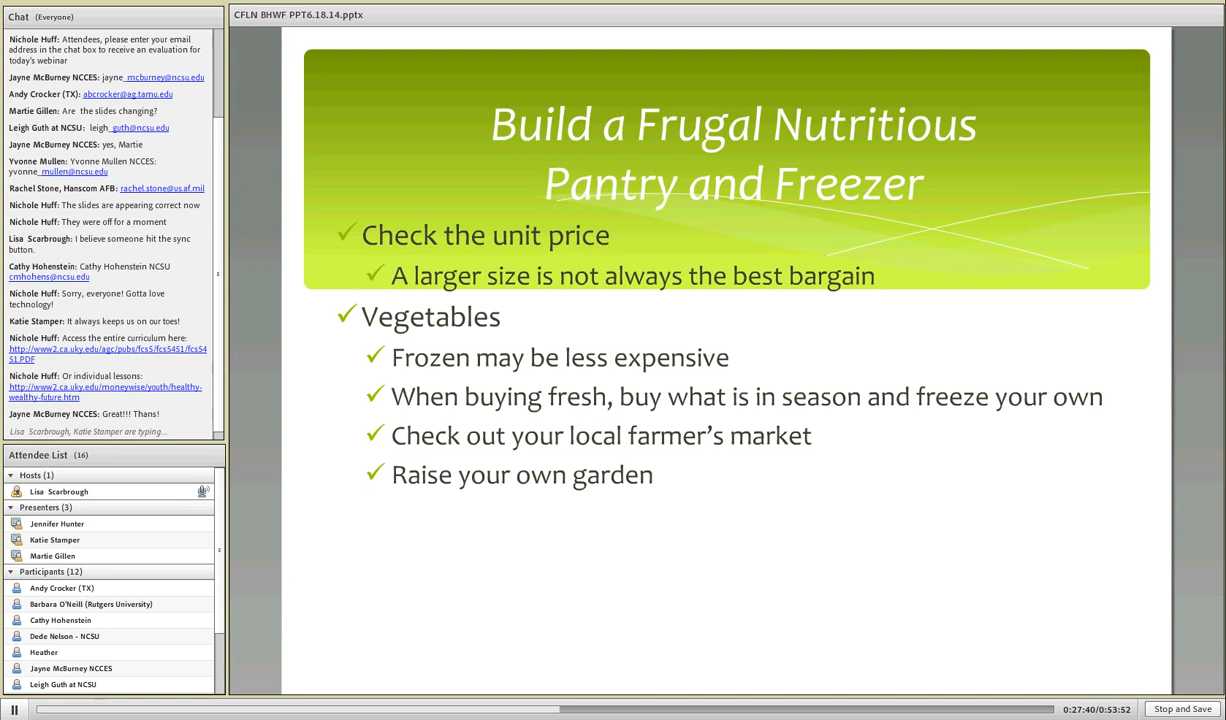 Chat (Everyone)
Nichole Huff: Attendees, please enter your email
address in the chat box to receive an evaluation for
today's webinar
Jayne McBurney NCCES: jayne_mcburney@ncsu.edu
Andy Crocker (TX): abcrocker@ag.tamu.edu
Martie Gillen: Are the slides changing?
Leigh Guth at NCSU: leigh_guth@ncsu.edu
Jayne McBurney NCCES: yes, Martie
Yvonne Mullen: Yvonne Mullen NCCES:
yvonne_mullen@ncsu.edu
Rachel Stone, Hanscom AFB: rachel.stone@us.af.mil
Nichole Huff: The slides are appearing correct now
Nichole Huff: They were off for a moment
Lisa Scarbrough: I believe someone hit the sync
button.
Cathy Hohenstein: Cathy Hohenstein NCSU
cmhohens@ncsu.edu
Nichole Huff: Sorry, everyone! Gotta love
technology!
Katie Stamper: It always keeps us on our toes!
Nichole Huff: Access the entire curriculum here:
http://www2.ca.uky.edu/agc/pubs/fcs5/fcs5451/fcs54
51.PDF
Nichole Huff: Or individual lessons:
http://www2.ca.uky.edu/moneywise/youth/healthy-
wealthy-future.htm
Jayne McBurney NCCES: Great!!! Thans!
Lisa Scarbrough, Katie Stamper are typing...
Attendee List (16)
Hosts (1)
Lisa Scarbrough
Presenters (3)
Jennifer Hunter
Katie Stamper
Martie Gillen
Participants (12)
Andy Crocker (TX)
Barbara O'Neill (Rutgers University)
Cathy Hohenstein
Dede Nelson - NCSU
Heather
Jayne McBurney NCCES
Leigh Guth at NCSU
CFLN BHWF PPT6.18.14.pptx
Build a Frugal Nutritious
Pantry and Freezer
Check the unit price
A larger size is not always the best bargain
Vegetables
Frozen may be less expensive
When buying fresh, buy what is in season and freeze your own
Check out your local farmer's market
Raise your own garden
0:27:40/0:53:52
Stop and Save